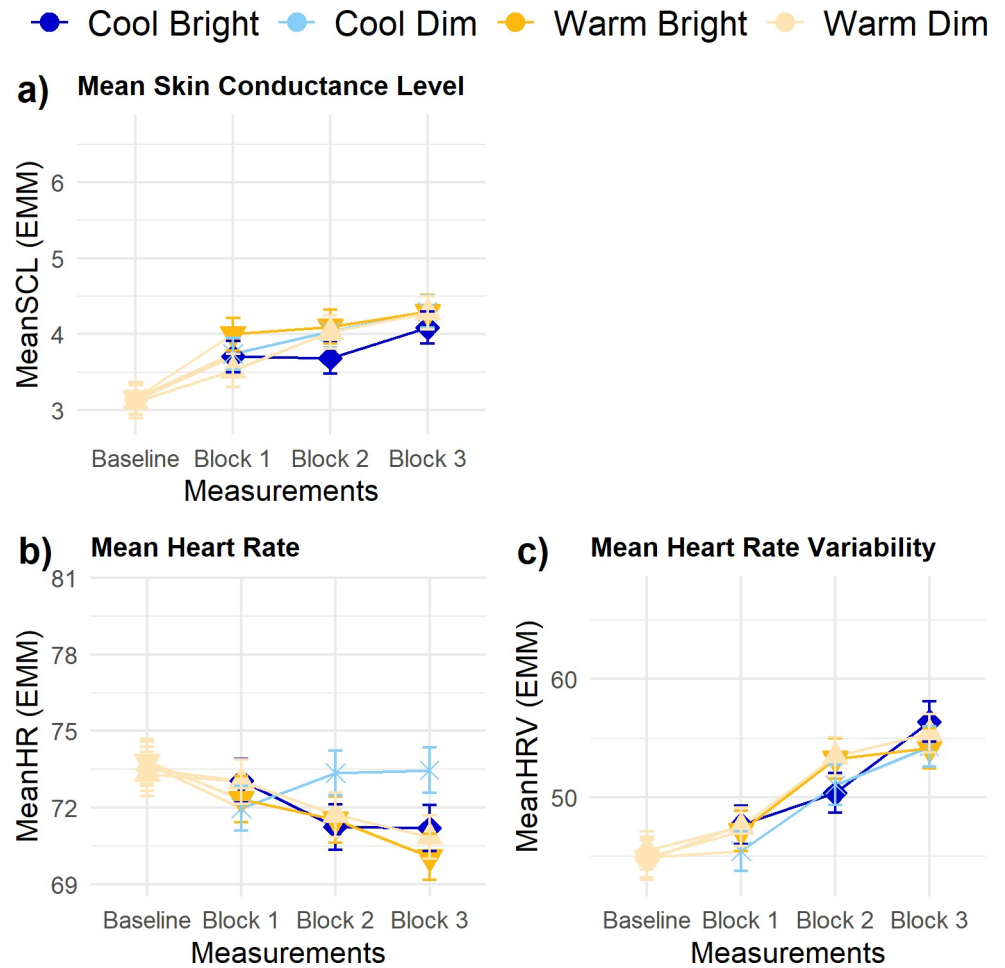 Cool Bright Cool Dim Warm Bright Warm Dim
a) Mean Skin Conductance Level
MeanSCL (EMM)
6
5
4
3
Baseline Block 1 Block 2 Block 3
Measurements
b) Mean Heart Rate
MeanHR (EMM)
81
78
75
72
69
Baseline Block 1 Block 2 Block 3
Measurements
c) Mean Heart Rate Variability
MeanHRV (EMM)
60
50
Baseline Block 1 Block 2 Block 3
Measurements